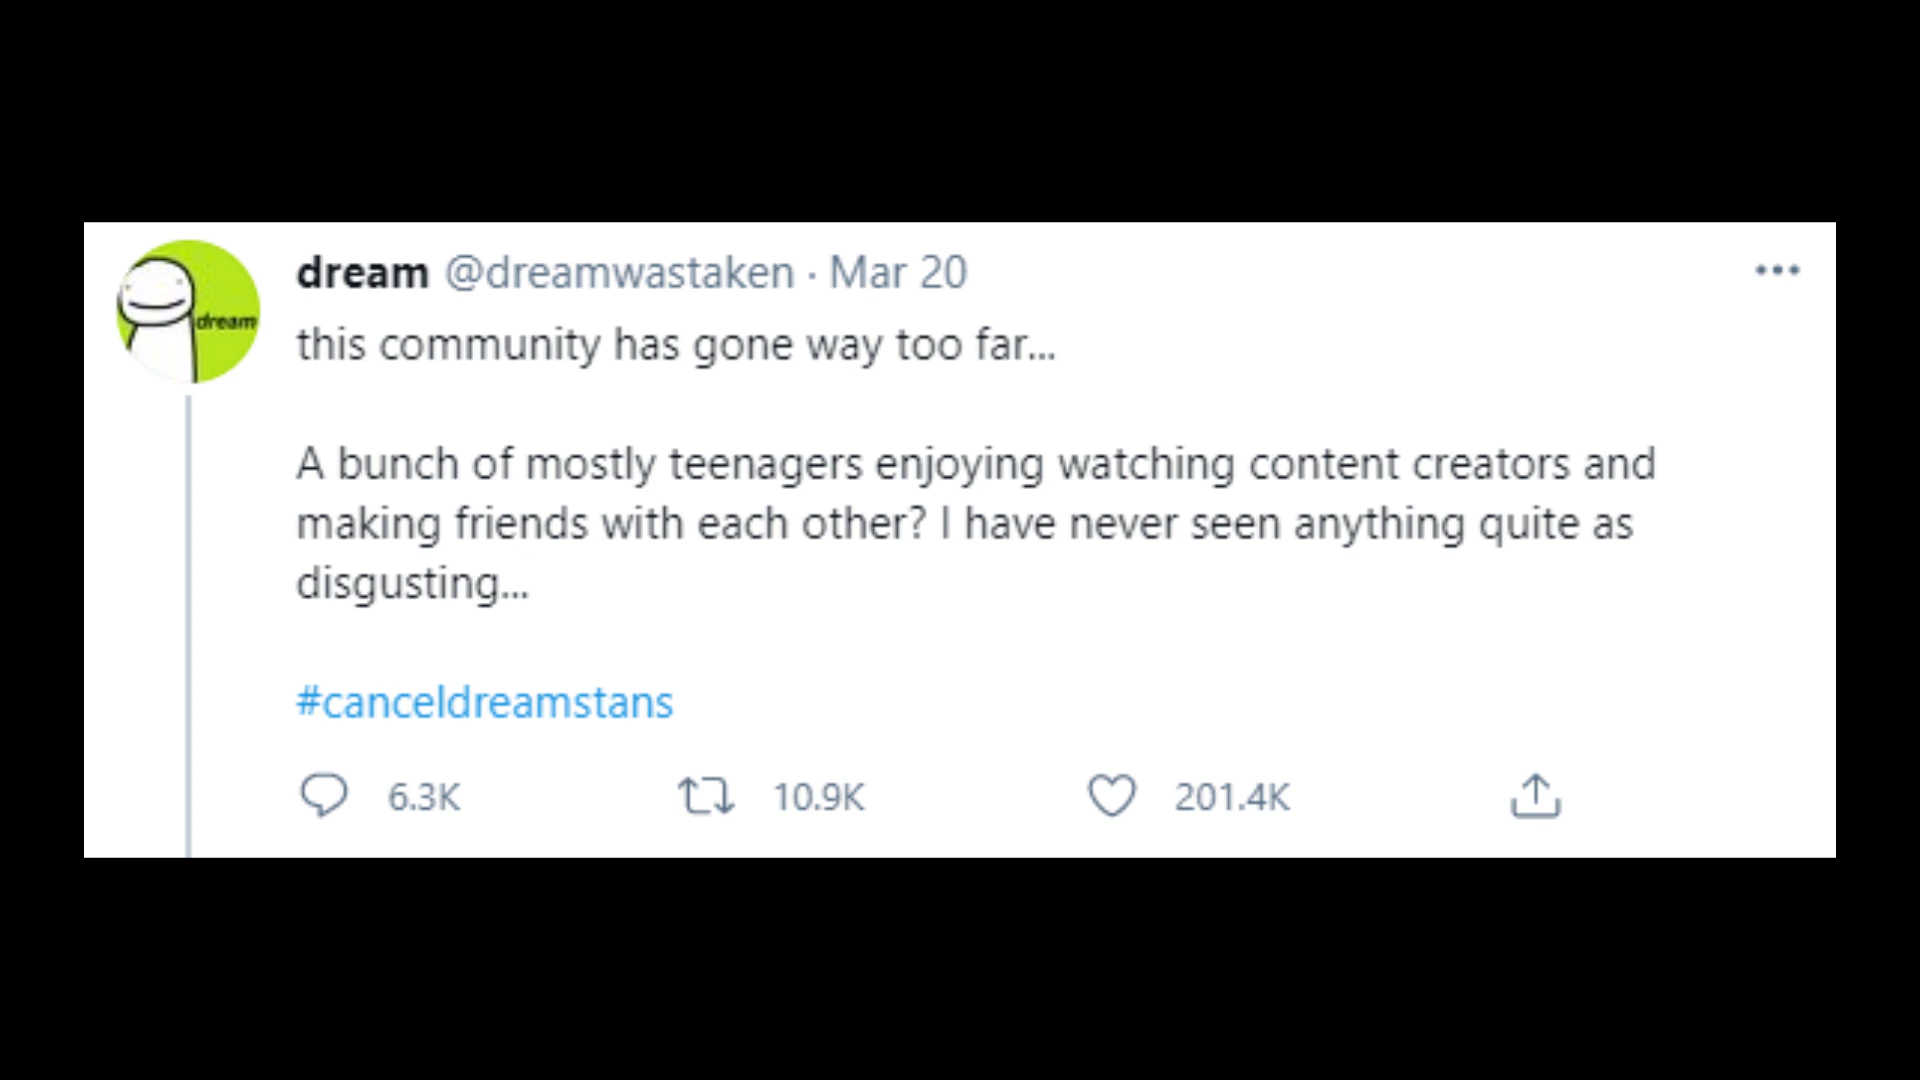 dream @dreamwastaken · Mar 20
dream
this community has gone way too far...
A bunch of mostly teenagers enjoying watching content creators and
making friends with each other? I have never seen anything quite as
disgusting...
#canceldreamstans
6.3K 10.9K 201.4K